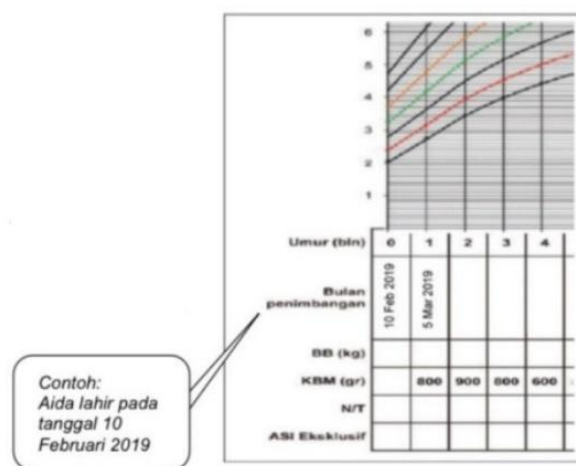 6
5
4
3
2
1
Umur (bln) 0 1 2 3 4
Bulan
penimbangan
10 Feb 2019
5 Mar 2019
BB (kg)
KBM (gr) 800 900 800 600
N/T
ASI Eksklusif
Contoh:
Aida lahir pada
tanggal 10
Februari 2019